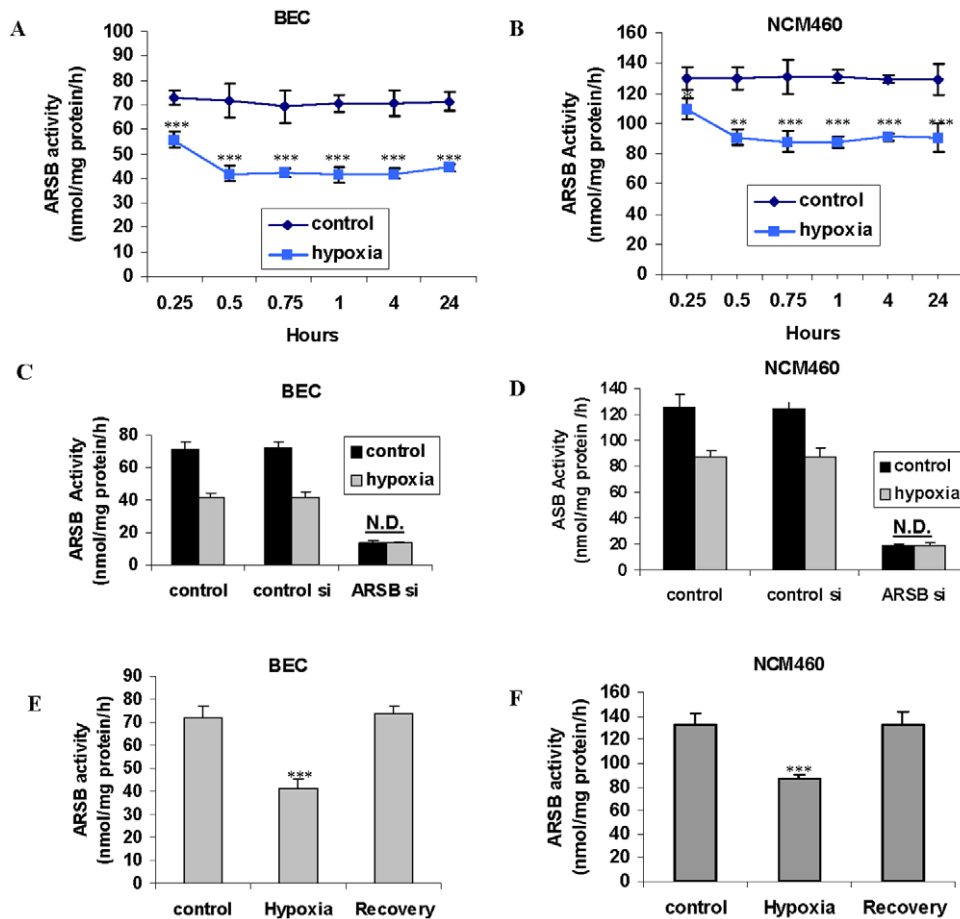 A
BEC
ARSB activity
(nmol/mg protein/h)
100
90
80
70
60
50
40
30
20
10
0
*** *** *** *** *** ***
control
hypoxia
0.25 0.5 0.75 1 4 24
Hours
B
NCM460
ARSB Activity
(nmol/mg protein/h)
160
140
120
100
80
60
40
20
0
* ** *** *** *** ***
control
hypoxia
0.25 0.5 0.75 1 4 24
Hours
C
BEC
ARSB Activity
(nmol/mg protein/h)
80
60
40
20
0
control
hypoxia
N.D.
control control si ARSB si
D
NCM460
ASB Activity
(nmol/mg protein /h)
140
120
100
80
60
40
20
0
control
hypoxia
N.D.
control control si ARSB si
E
BEC
ARSB activity
(nmol/mg protein/h)
90
80
70
60
50
40
30
20
10
0
***
control Hypoxia Recovery
F
NCM460
ARSB activity
(nmol/mg protein/h)
160
140
120
100
80
60
40
20
0
***
control Hypoxia Recovery